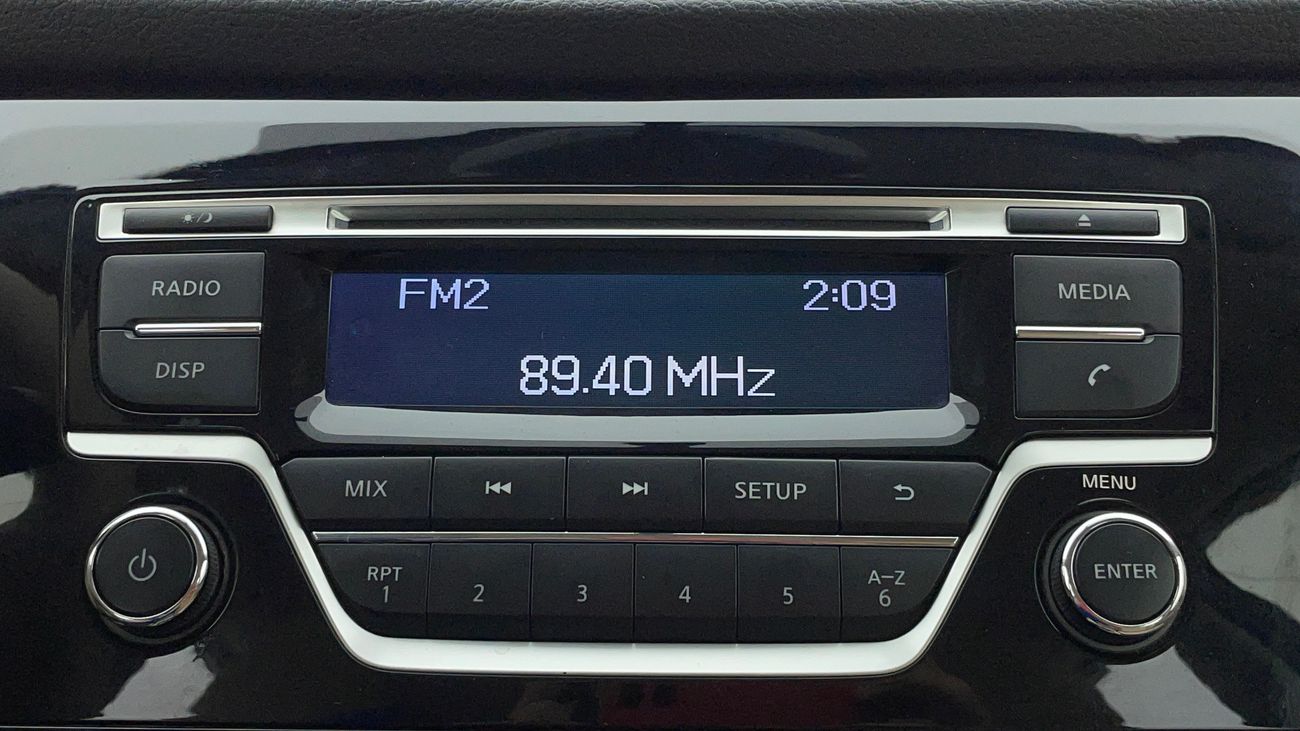 FM2 2:09
89.40 MHz
RADIO
DISP
MEDIA
MIX
SETUP
MENU
RPT
1
2
3
4
5
A–Z
6
ENTER